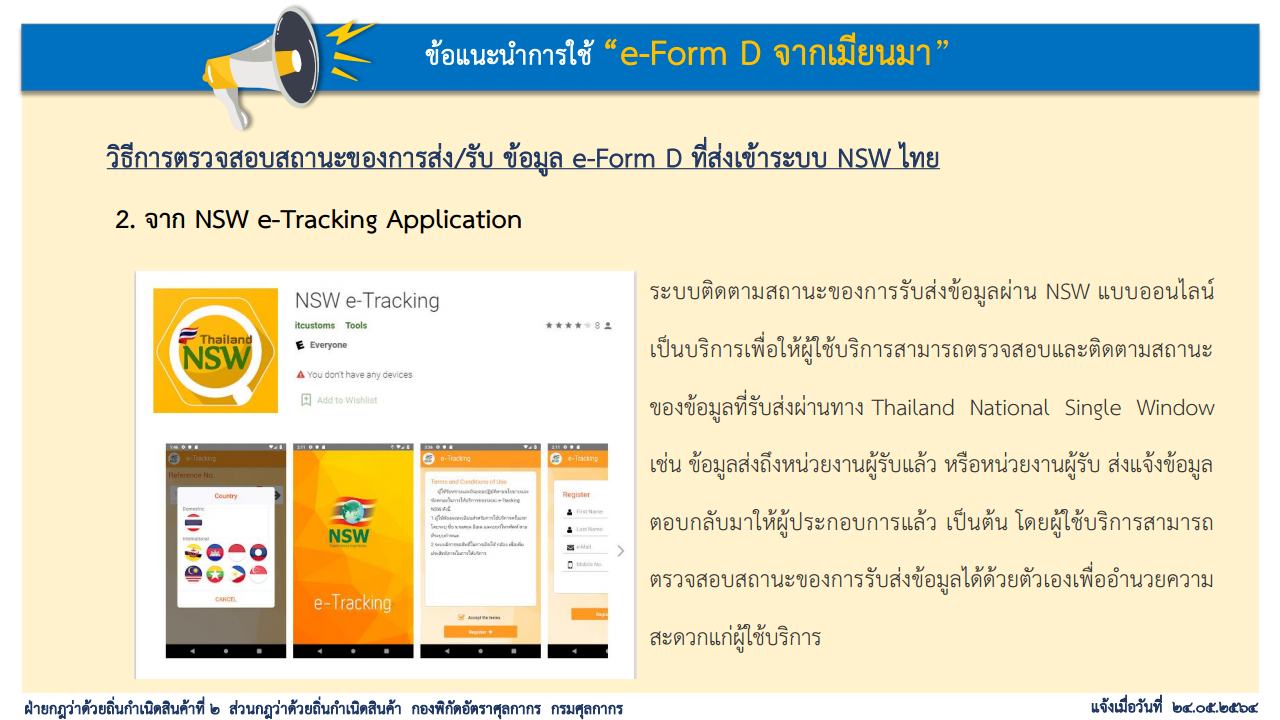 ข้อแนะนำการใช้ “e-Form D จากเมียนมา”
วิธีการตรวจสอบสถานะของการส่ง/รับ ข้อมูล e-Form D ที่ส่งเข้าระบบ NSW ไทย
2. จาก NSW e-Tracking Application
NSW e-Tracking
itcustoms Tools
8
Everyone
You don't have any devices
Add to Wishlist
Thailand
NSW
e-Tracking
Reference No.
Country
Domestic
International
CANCEL
NSW
e-Tracking
e-Tracking
Terms and Conditions of Use
Accept the terms
Register
e-Tracking
Register
First Name
Last Name
e-Mail
Mobile No.
ระบบติดตามสถานะของการรับส่งข้อมูลผ่าน NSW แบบออนไลน์
เป็นบริการเพื่อให้ผู้ใช้บริการสามารถตรวจสอบและติดตามสถานะ
ของข้อมูลที่รับส่งผ่านทาง Thailand National Single Window
เช่น ข้อมูลส่งถึงหน่วยงานผู้รับแล้ว หรือหน่วยงานผู้รับ ส่งแจ้งข้อมูล
ตอบกลับมาให้ผู้ประกอบการแล้ว เป็นต้น โดยผู้ใช้บริการสามารถ
ตรวจสอบสถานะของการรับส่งข้อมูลได้ด้วยตัวเองเพื่ออำนวยความ
สะดวกแก่ผู้ใช้บริการ
ฝ่ายกฎว่าด้วยถิ่นกำเนิดสินค้าที่ ๒ ส่วนกฎว่าด้วยถิ่นกำเนิดสินค้า กองพิกัดอัตราศุลกากร กรมศุลกากร
แจ้งเมื่อวันที่ ๒๔.๐๕.๒๕๖๔